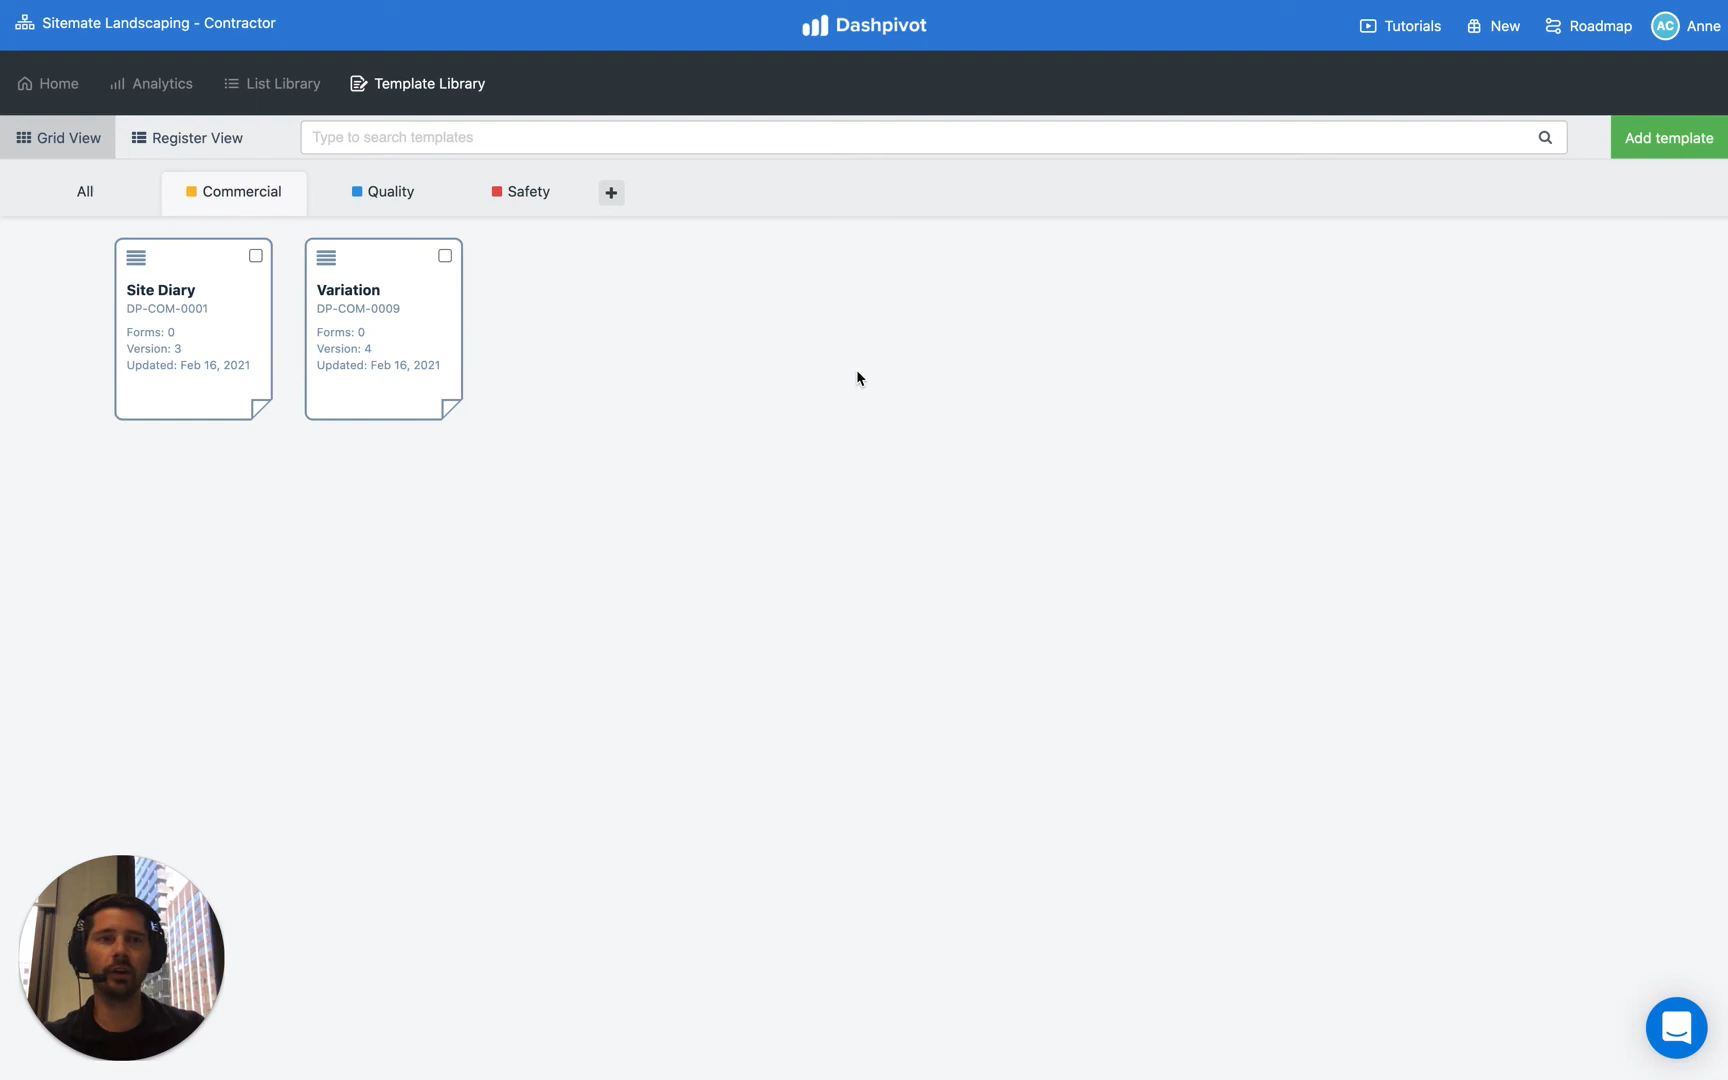 Sitemate Landscaping - Contractor
Dashpivot
Tutorials
New
Roadmap
AC
Anne
Home
Analytics
List Library
Template Library
Grid View
Register View
Type to search templates
Add template
All
Commercial
Quality
Safety
Site Diary
DP-COM-0001
Forms: 0
Version: 3
Updated: Feb 16, 2021
Variation
DP-COM-0009
Forms: 0
Version: 4
Updated: Feb 16, 2021